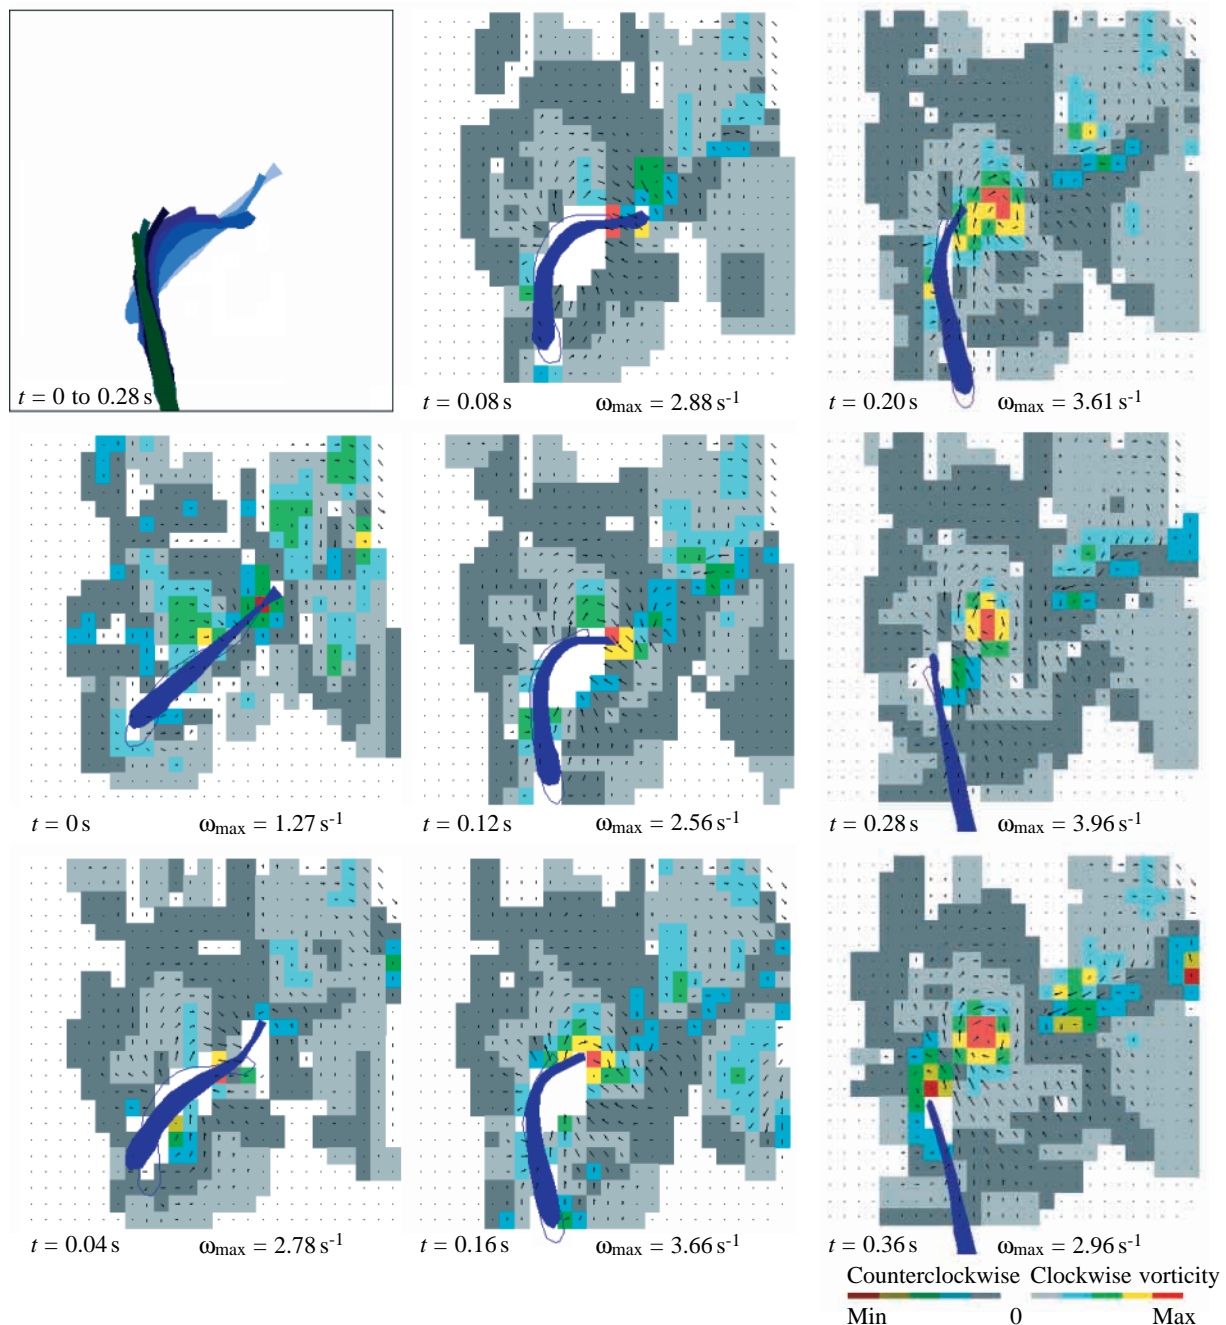 t = 0 to 0.28 s
t = 0.08 s ωmax = 2.88 s-1
t = 0.20 s ωmax = 3.61 s-1
t = 0 s ωmax = 1.27 s-1
t = 0.12 s ωmax = 2.56 s-1
t = 0.28 s ωmax = 3.96 s-1
t = 0.04 s ωmax = 2.78 s-1
t = 0.16 s ωmax = 3.66 s-1
t = 0.36 s ωmax = 2.96 s-1
Counterclockwise Clockwise vorticity
Min 0 Max